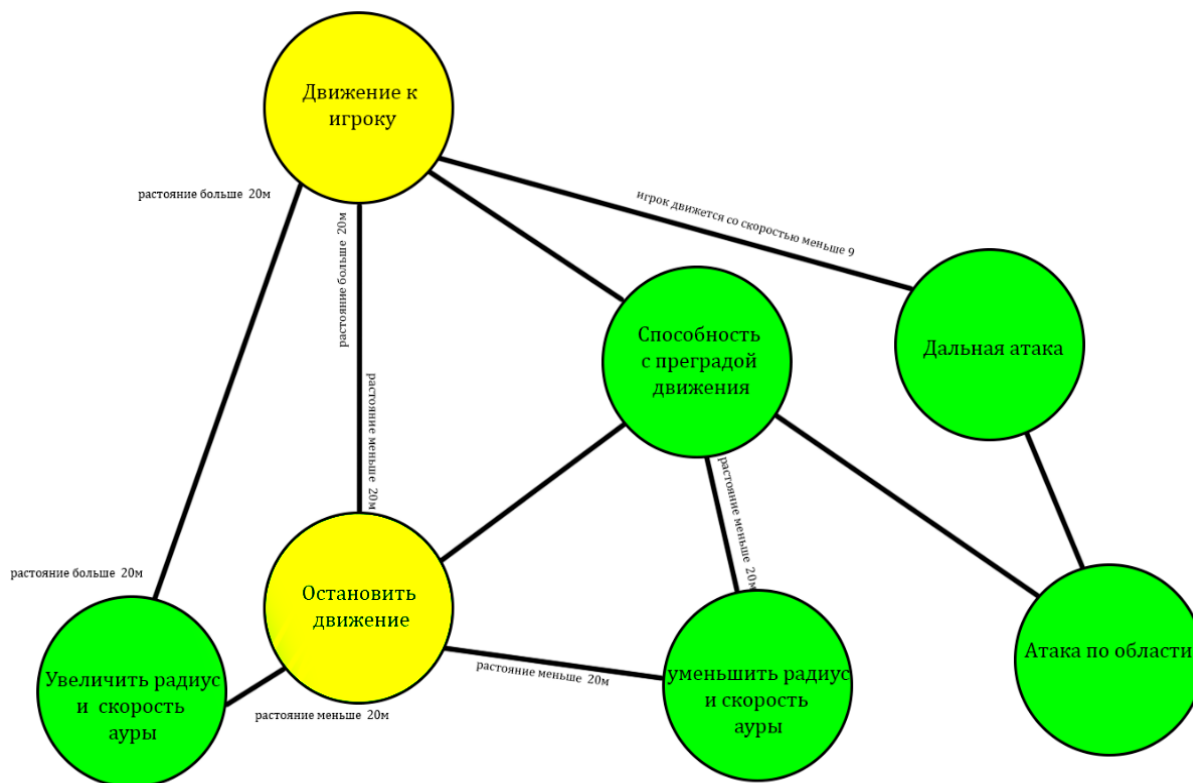 Движение к
игроку
растояние больше 20м
растояние больше 20м
игрок движется со скоростью меньше 9
Способность
с преградой
движения
Дальная атака
растояние меньше 20м
растояние меньше 20м
растояние больше 20м
Остановить
движение
Увеличить радиус
и скорость
ауры
растояние меньше 20м
растояние меньше 20м
уменьшить радиус
и скорость
ауры
Атака по области